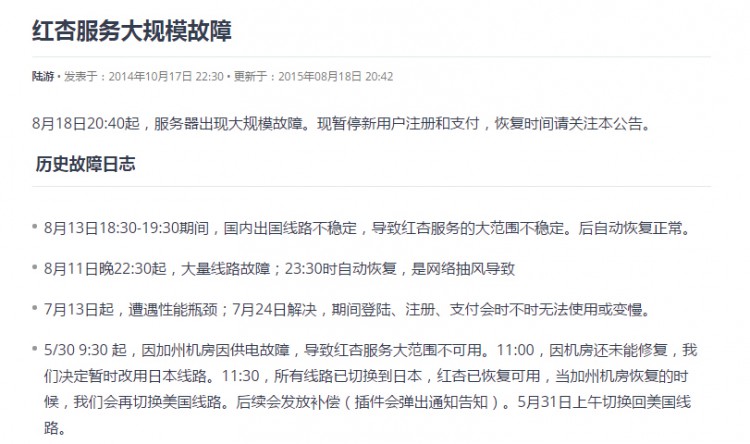 红杏服务大规模故障
陆游 • 发表于：2014年10月17日 22:30 • 更新于：2015年08月18日 20:42
8月18日20:40起，服务器出现大规模故障。现暂停新用户注册和支付，恢复时间请关注本公告。
历史故障日志
• 8月13日18:30-19:30期间，国内出国线路不稳定，导致红杏服务的大范围不稳定。后自动恢复正常。
• 8月11日晚22:30起，大量线路故障；23:30时自动恢复，是网络抽风导致
• 7月13日起，遭遇性能瓶颈；7月24日解决，期间登陆、注册、支付会时不时无法使用或变慢。
• 5/30 9:30 起，因加州机房因供电故障，导致红杏服务大范围不可用。11:00，因机房还未能修复，我
们决定暂时改用日本线路。11:30，所有线路已切换到日本，红杏已恢复可用，当加州机房恢复的时
候，我们会再切换美国线路。后续会发放补偿（插件会弹出通知告知）。5月31日上午切换回美国线
路。